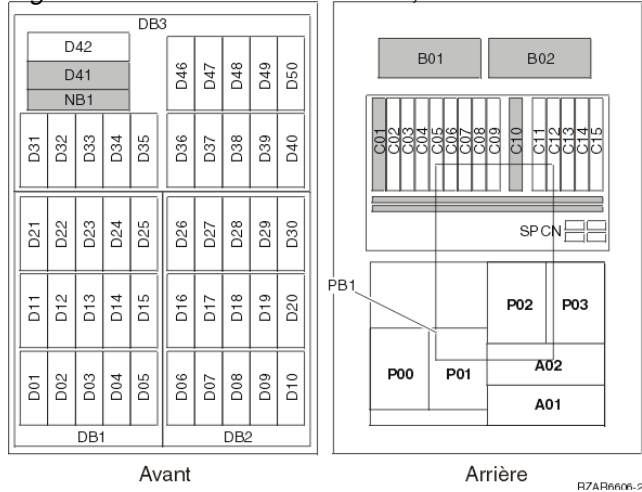 DB3
D42
D41
NB1
D46 D47 D48 D49 D50
D31 D32 D33 D34 D35
D36 D37 D38 D39 D40
D21 D22 D23 D24 D25
D26 D27 D28 D29 D30
D11 D12 D13 D14 D15
D16 D17 D18 D19 D20
D01 D02 D03 D04 D05
D06 D07 D08 D09 D10
DB1 DB2
Avant
B01 B02
C01 C02 C03 C04 C05 C06 C07 C08 C09 C10 C11 C12 C13 C14 C15
SPCN
PB1
P02 P03
P00 P01
A02
A01
Arrière
RZAR6606-2